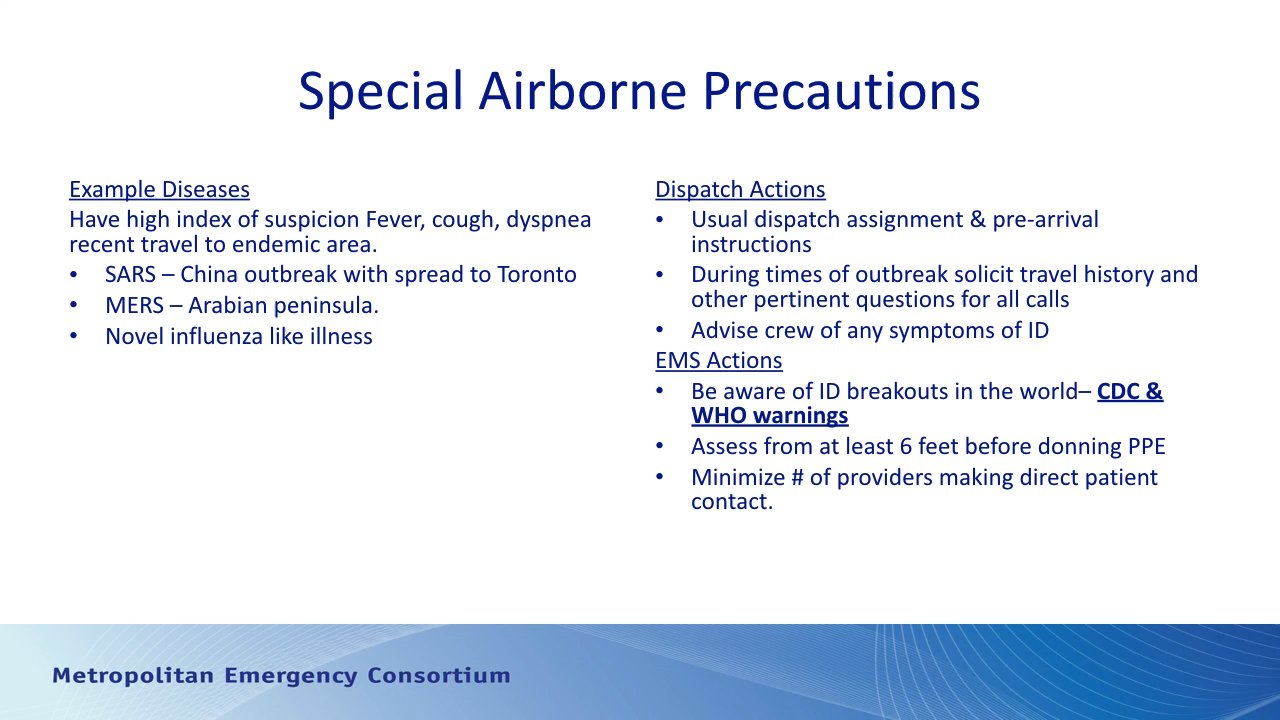 Special Airborne Precautions
Example Diseases
Have high index of suspicion Fever, cough, dyspnea
recent travel to endemic area.
• SARS – China outbreak with spread to Toronto
• MERS – Arabian peninsula.
• Novel influenza like illness
Dispatch Actions
• Usual dispatch assignment & pre-arrival
instructions
• During times of outbreak solicit travel history and
other pertinent questions for all calls
• Advise crew of any symptoms of ID
EMS Actions
• Be aware of ID breakouts in the world– CDC &
WHO warnings
• Assess from at least 6 feet before donning PPE
• Minimize # of providers making direct patient
contact.
Metropolitan Emergency Consortium